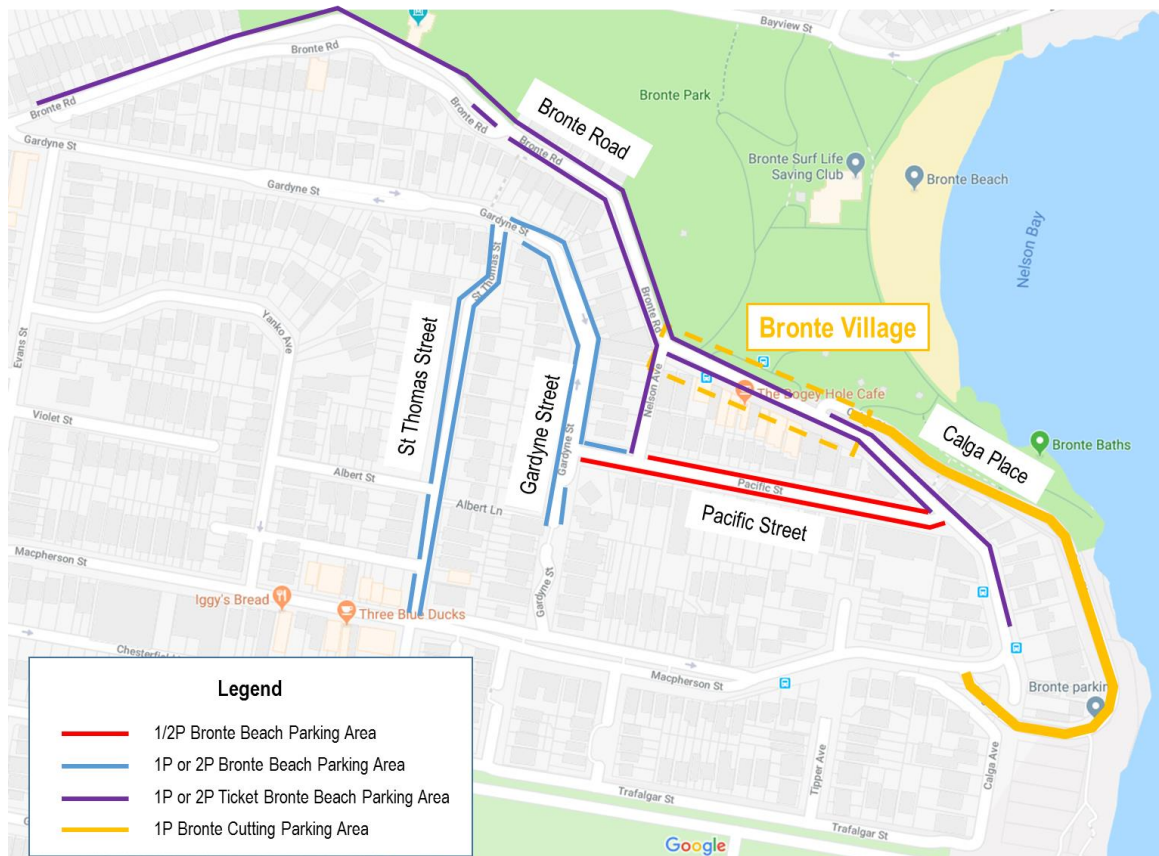 Bayview St
Bronte Rd
Bronte Rd
Bronte Park
Bronte Road
Bronte Rd
Bronte Rd
Gardyne St
Bronte Surf Life
Saving Club
Bronte Beach
Gardyne St
Gardyne St
Nelson Bay
St Thomas St
Yanko Ave
Evans St
St Thomas Street
Gardyne Street
Bronte Rd
Bronte Village
Nelson Ave
The Bogey Hole Cafe
Violet St
Gardyne St
Calga Place
Bronte Baths
Albert St
Pacific St
Albert Ln
Pacific Street
Macpherson St
Gardyne St
Iggy's Bread
Three Blue Ducks
Macpherson St
Bronte parkin
Tipper Ave
Calga Ave
Trafalgar St
Trafalgar St
Google
Legend
1/2P Bronte Beach Parking Area
1P or 2P Bronte Beach Parking Area
1P or 2P Ticket Bronte Beach Parking Area
1P Bronte Cutting Parking Area